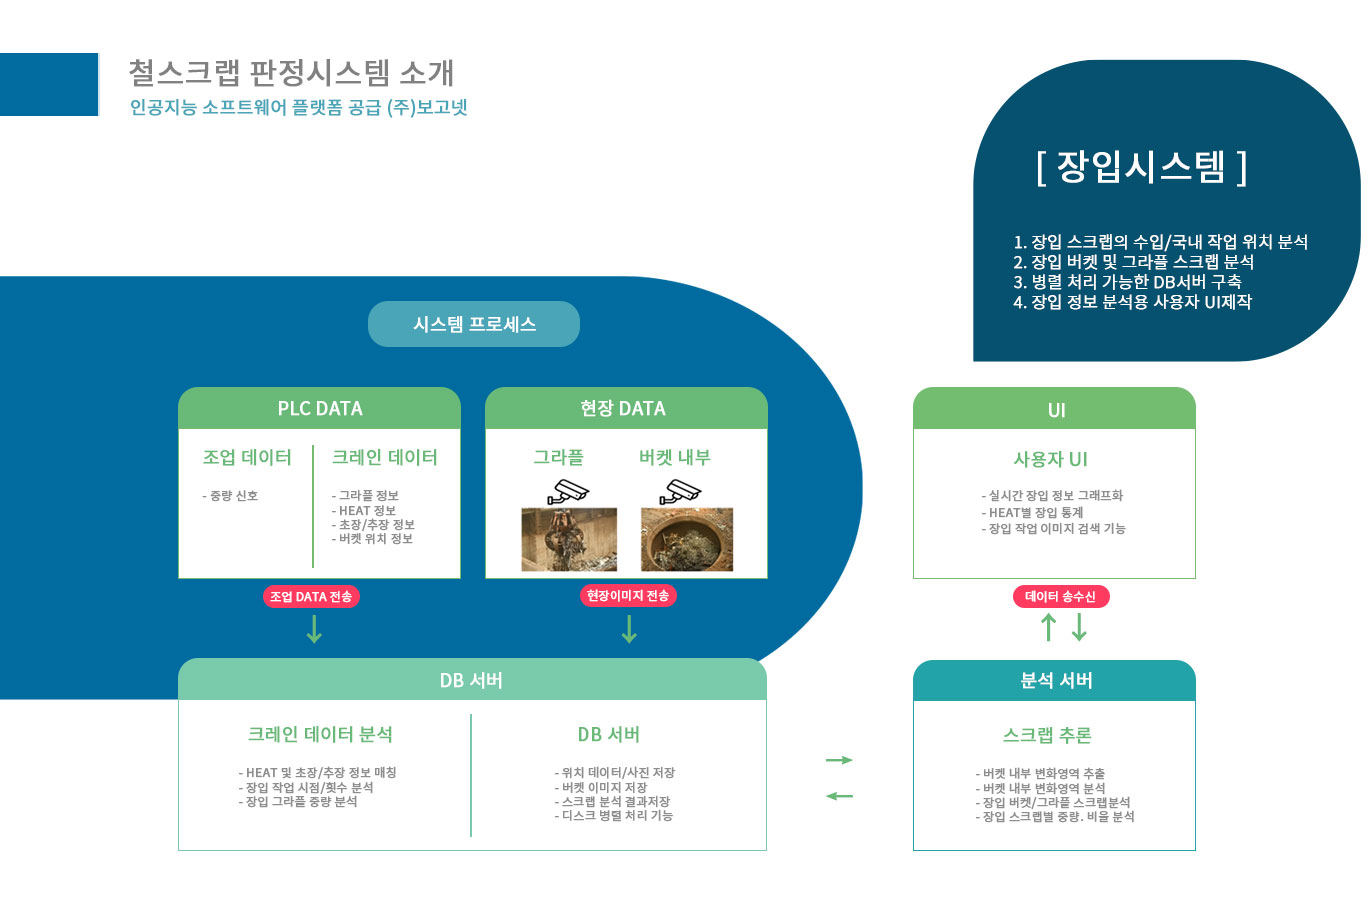 철스크랩 판정시스템 소개
인공지능 소프트웨어 플랫폼 공급 (주)보고넷
[ 장입시스템 ]
1. 장입 스크랩의 수입/국내 작업 위치 분석
2. 장입 버켓 및 그라플 스크랩 분석
3. 병렬 처리 가능한 DB서버 구축
4. 장입 정보 분석용 사용자 UI제작
시스템 프로세스
PLC DATA
조업 데이터
- 중량 신호
크레인 데이터
- 그라플 정보
- HEAT 정보
- 초장/추장 정보
- 버켓 위치 정보
현장 DATA
그라플
버켓 내부
UI
사용자 UI
- 실시간 장입 정보 그래프화
- HEAT별 장입 통계
- 장입 작업 이미지 검색 기능
조업 DATA 전송
현장이미지 전송
데이터 송수신
DB 서버
크레인 데이터 분석
- HEAT 및 초장/추장 정보 매칭
- 장입 작업 시점/횟수 분석
- 장입 그라플 중량 분석
DB 서버
- 위치 데이터/사진 저장
- 버켓 이미지 저장
- 스크랩 분석 결과저장
- 디스크 병렬 처리 기능
분석 서버
스크랩 추론
- 버켓 내부 변화영역 추출
- 버켓 내부 변화영역 분석
- 장입 버켓/그라플 스크랩분석
- 장입 스크랩별 중량. 비율 분석